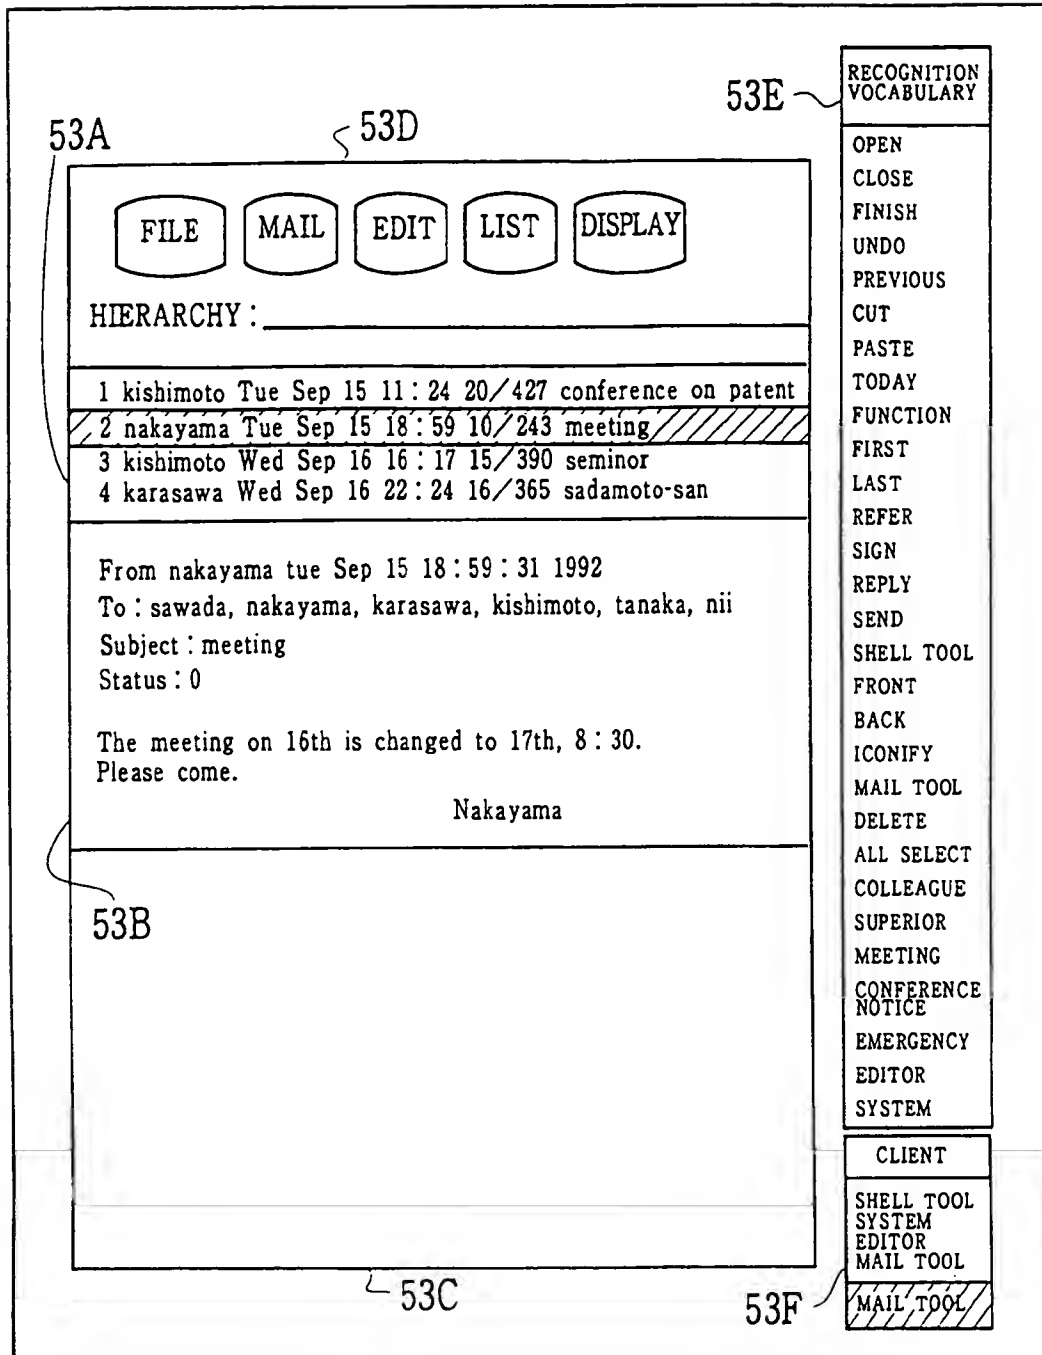 53A
53D
53E
FILE MAIL EDIT LIST DISPLAY
HIERARCHY :
1 kishimoto Tue Sep 15 11 : 24 20/427 conference on patent
2 nakayama Tue Sep 15 18 : 59 10/243 meeting
3 kishimoto Wed Sep 16 16 : 17 15/390 seminor
4 karasawa Wed Sep 16 22 : 24 16/365 sadamoto-san
From nakayama tue Sep 15 18 : 59 : 31 1992
To : sawada, nakayama, karasawa, kishimoto, tanaka, nii
Subject : meeting
Status : 0
The meeting on 16th is changed to 17th, 8 : 30.
Please come.
Nakayama
53B
53C
RECOGNITION
VOCABULARY
OPEN
CLOSE
FINISH
UNDO
PREVIOUS
CUT
PASTE
TODAY
FUNCTION
FIRST
LAST
REFER
SIGN
REPLY
SEND
SHELL TOOL
FRONT
BACK
ICONIFY
MAIL TOOL
DELETE
ALL SELECT
COLLEAGUE
SUPERIOR
MEETING
CONFERENCE
NOTICE
EMERGENCY
EDITOR
SYSTEM
CLIENT
SHELL TOOL
SYSTEM
EDITOR
MAIL TOOL
53F
MAIL TOOL